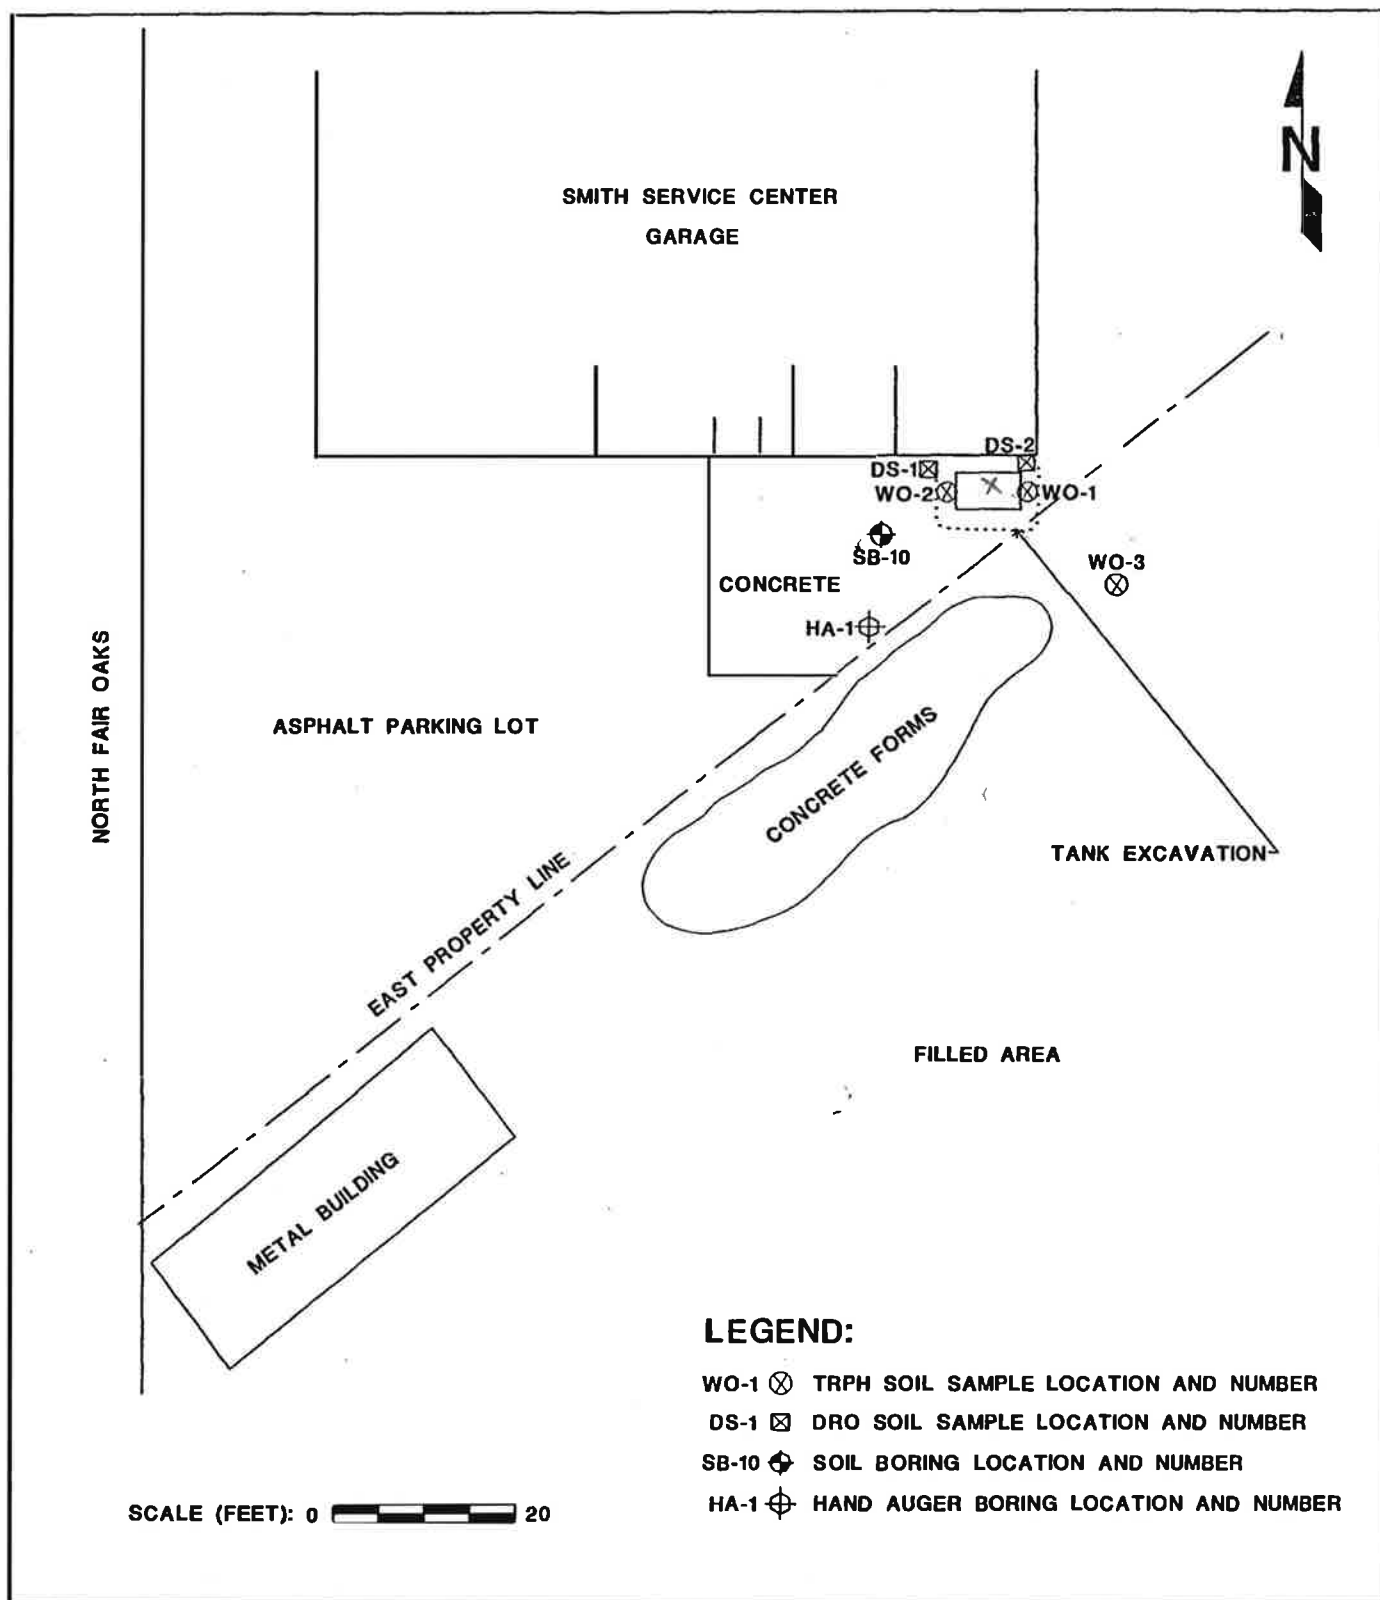 N
SMITH SERVICE CENTER
GARAGE
DS-2
DS-1
WO-2
WO-1
SB-10
WO-3
CONCRETE
HA-1
NORTH FAIR OAKS
ASPHALT PARKING LOT
CONCRETE FORMS
TANK EXCAVATION
EAST PROPERTY LINE
FILLED AREA
METAL BUILDING
LEGEND:
WO-1 TRPH SOIL SAMPLE LOCATION AND NUMBER
DS-1 DRO SOIL SAMPLE LOCATION AND NUMBER
SB-10 SOIL BORING LOCATION AND NUMBER
HA-1 HAND AUGER BORING LOCATION AND NUMBER
SCALE (FEET): 0 20